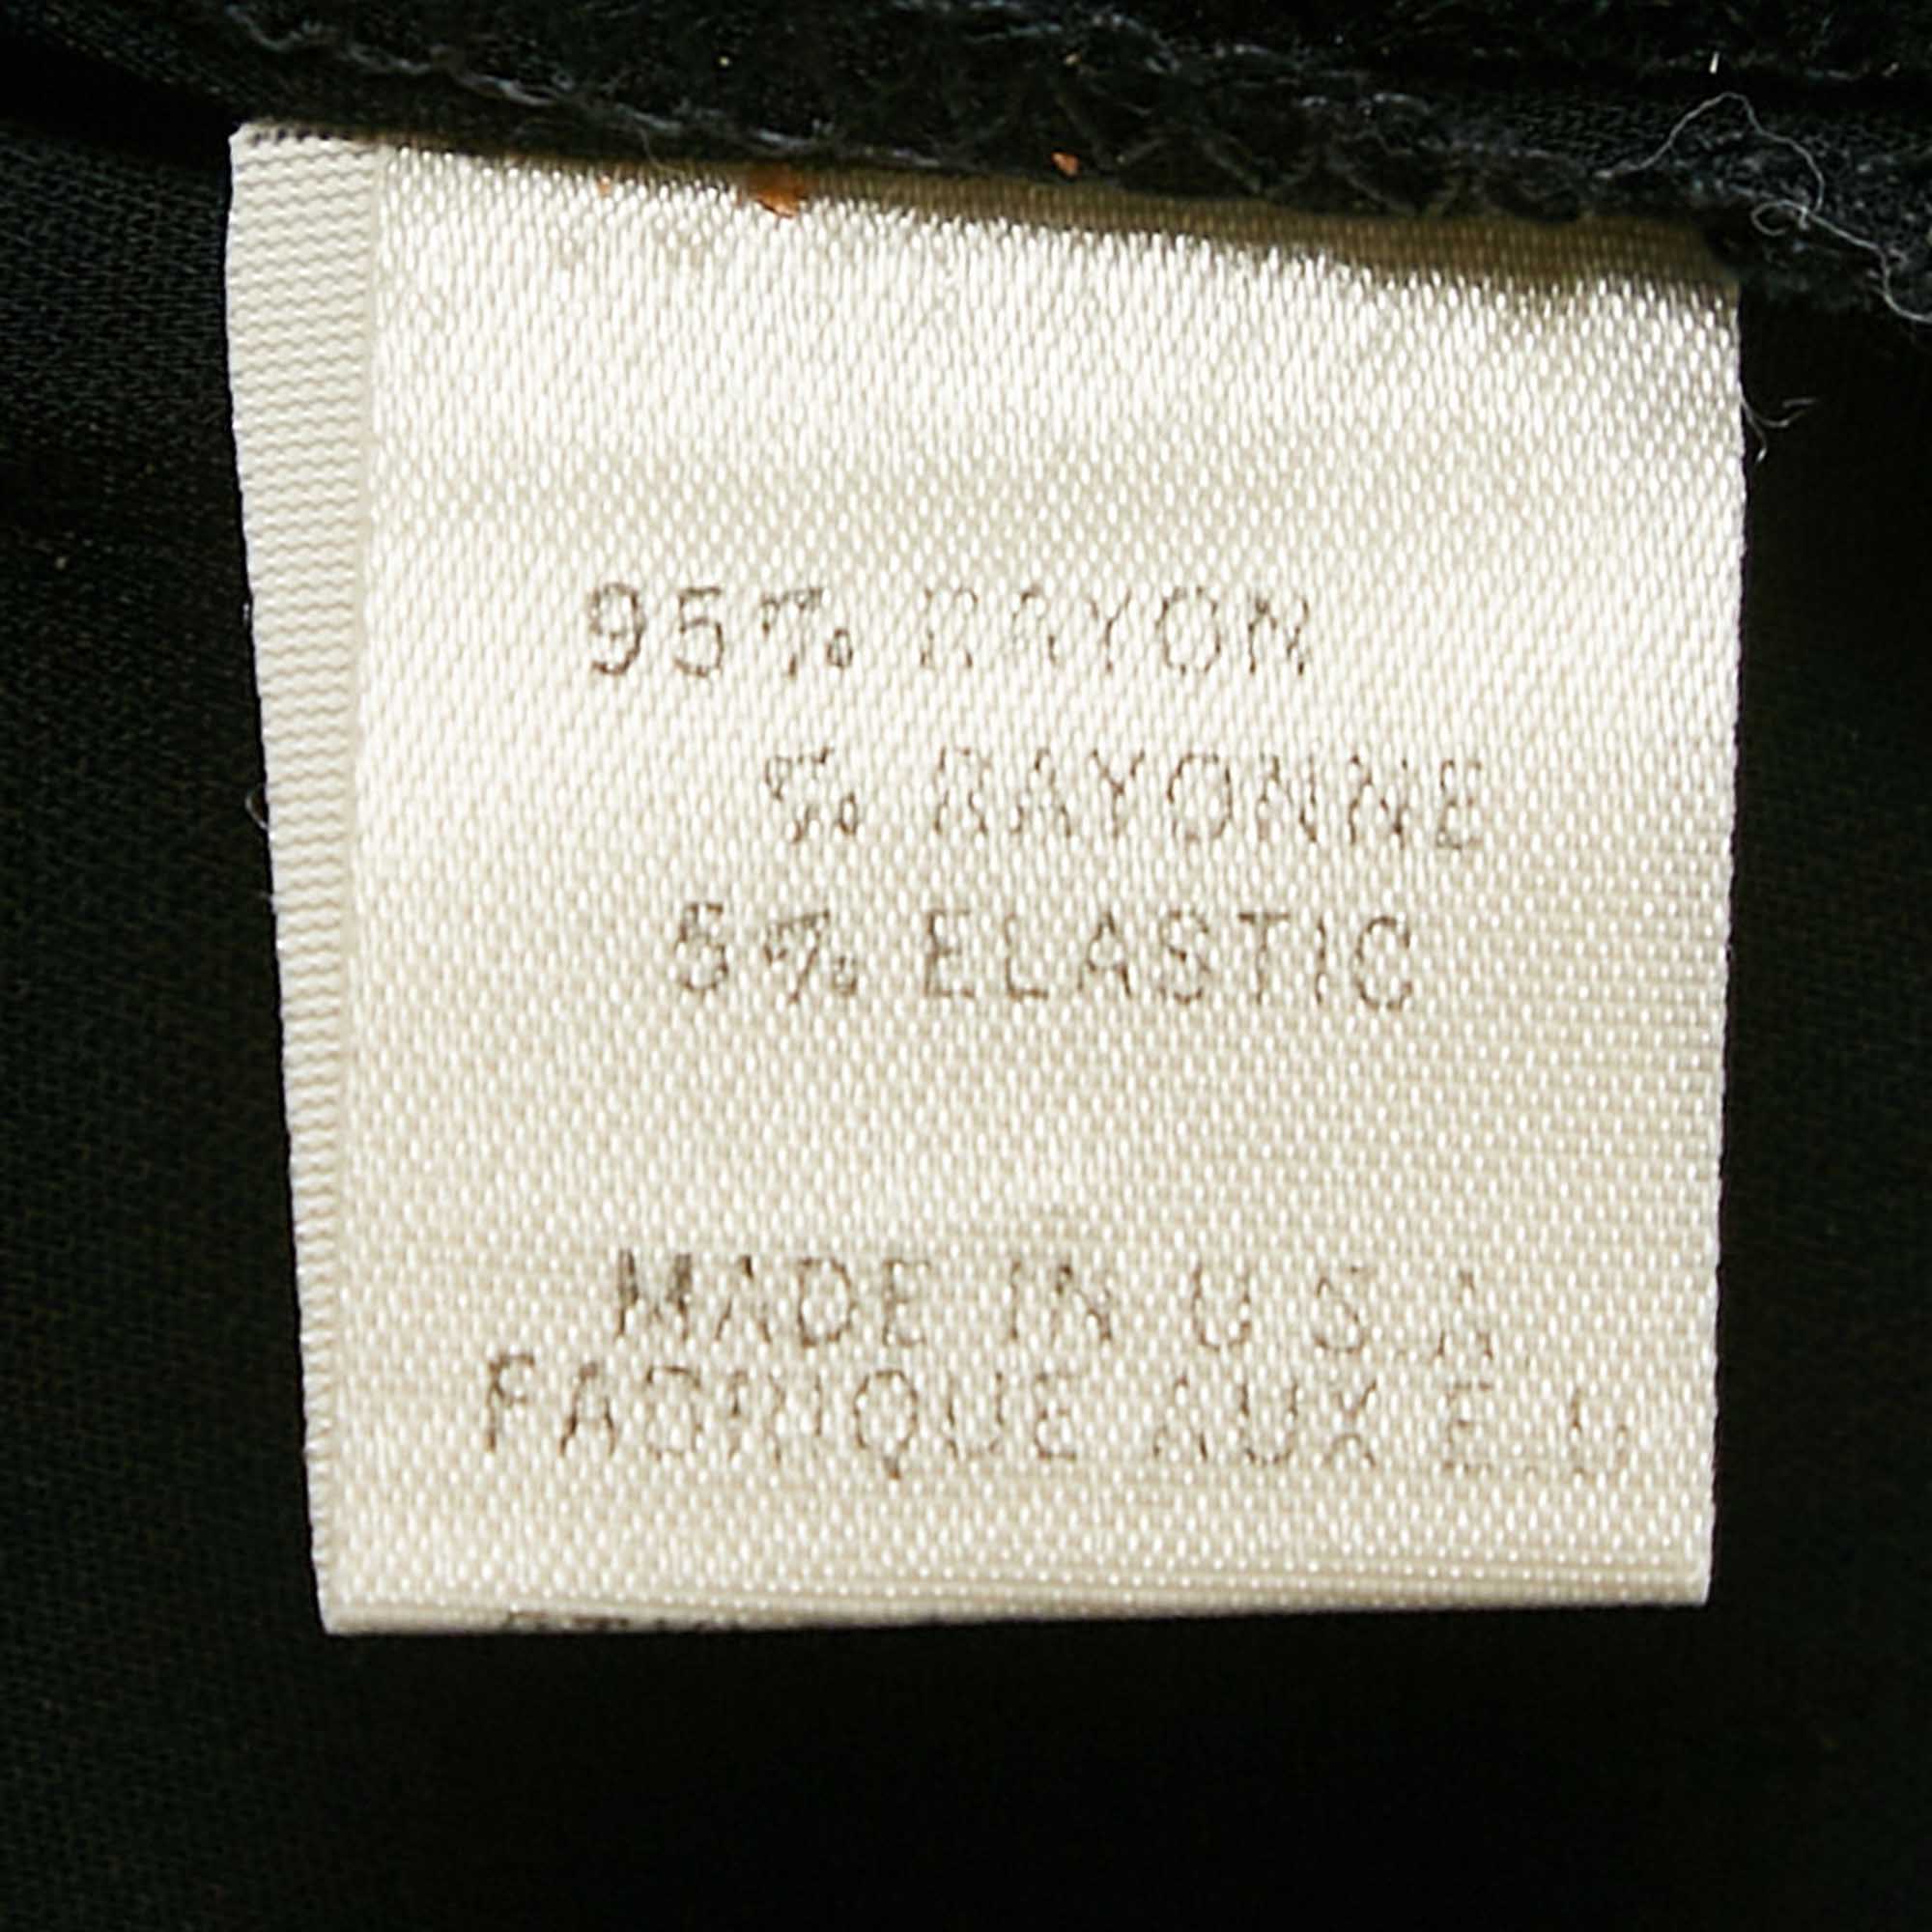 95% RAYON
% RAYONNE
5% ELASTIC
MADE IN U.S.A
FABRIQUE AUX E.U